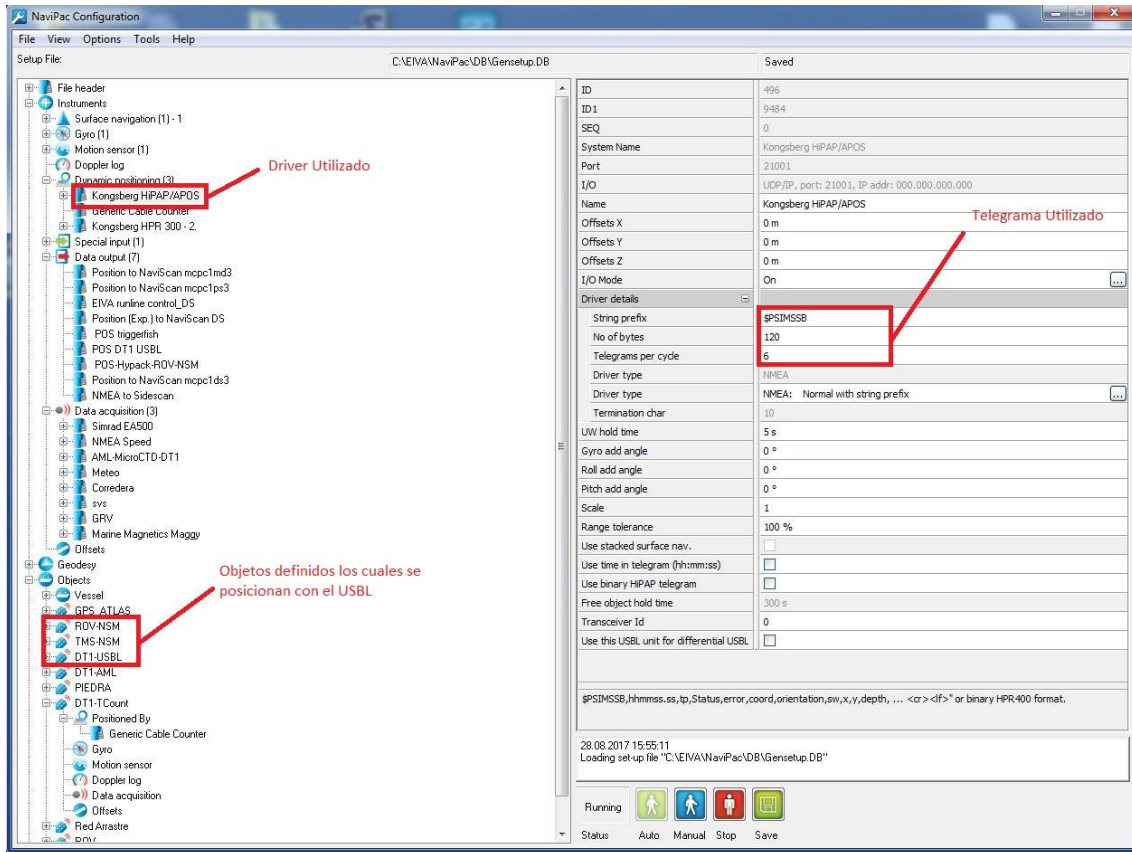 NaviPac Configuration
File View Options Tools Help
Setup File: C:\EIVA\NaviPac\DB\Gensetup.DB Saved
File header
Instruments
Surface navigation (1) - 1
Gyro (1)
Motion sensor (1)
Doppler log
Driver Utilizado
Dynamic positioning (3)
Kongsberg HiPAP/APOS
Generic Cable Counter
Kongsberg HPR 300 - 2.
Special input (1)
Data output (7)
Position to NaviScan mcpc1md3
Position to NaviScan mcpc1ps3
EIVA runline control_DS
Position (Exp.) to NaviScan DS
POS triggerfish
POS DT1 USBL
POS-Hypack-ROV-NSM
Position to NaviScan mcpc1ds3
NMEA to Sidescan
Data acquisition (3)
Simrad EA500
NMEA Speed
AML-MicroCTD-DT1
Meteo
Corredera
svs
GRV
Marine Magnetics Maggy
Offsets
Geodesy
Objects
Objetos definidos los cuales se
posicionan con el USBL
Vessel
GPS_ATLAS
ROV-NSM
TMS-NSM
DT1-USBL
DT1-AML
PIEDRA
DT1-TCount
Positioned By
Generic Cable Counter
Gyro
Motion sensor
Doppler log
Data acquisition
Offsets
Red Arrastre
ROV
ID 496
ID1 9484
SEQ 0
System Name Kongsberg HiPAP/APOS
Port 21001
I/O UDP/IP, port: 21001, IP addr: 000.000.000.000
Name Kongsberg HiPAP/APOS
Telegrama Utilizado
Offsets X 0 m
Offsets Y 0 m
Offsets Z 0 m
I/O Mode On ...
Driver details
String prefix $PSIMSSB
No of bytes 120
Telegrams per cycle 6
Driver type NMEA
Driver type NMEA: Normal with string prefix ...
Termination char 10
UW hold time 5 s
Gyro add angle 0 °
Roll add angle 0 °
Pitch add angle 0 °
Scale 1
Range tolerance 100 %
Use stacked surface nav.
Use time in telegram (hh:mm:ss)
Use binary HiPAP telegram
Free object hold time 300 s
Transceiver Id 0
Use this USBL unit for differential USBL
$PSIMSSB,hhmmss.ss,tp,Status,error,coord,orientation,sw,x,y,depth, ... <cr><lf>" or binary HPR400 format.
28.08.2017 15:55:11
Loading set-up file "C:\EIVA\NaviPac\DB\Gensetup.DB"
Running
Status Auto Manual Stop Save